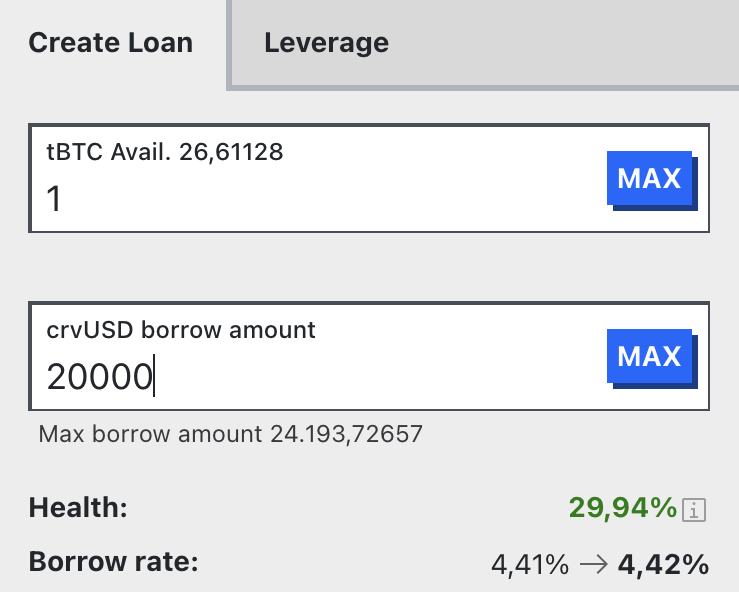 Create Loan Leverage
tBTC Avail. 26,61128
1
MAX
crvUSD borrow amount
20000
MAX
Max borrow amount 24.193,72657
Health: 29,94% i
Borrow rate: 4,41% → 4,42%